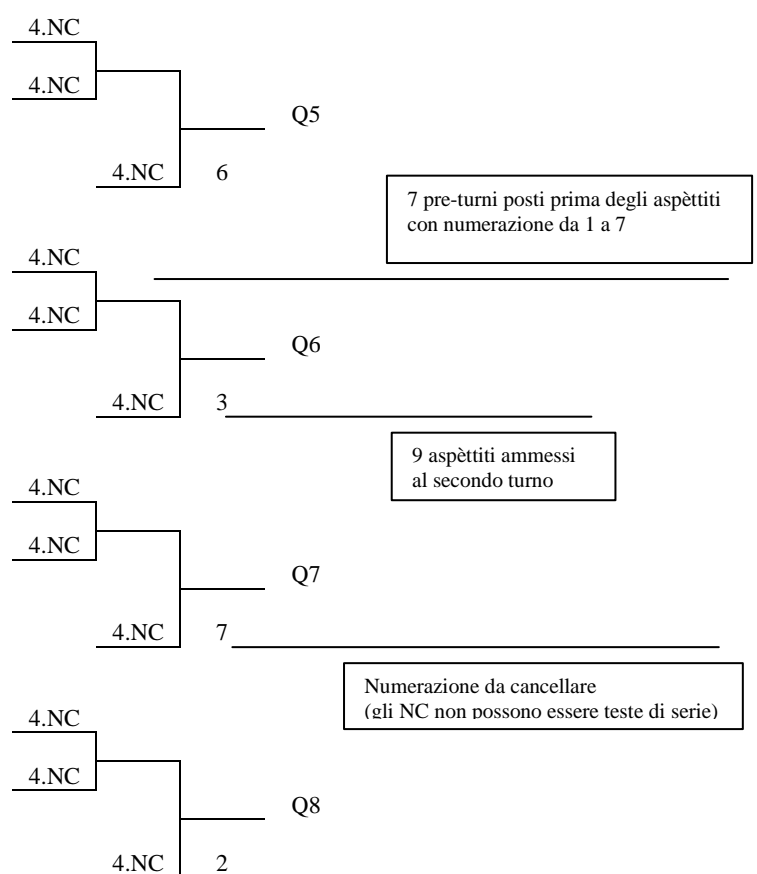 4.NC
4.NC
Q5
4.NC 6
7 pre-turni posti prima degli aspèttiti
con numerazione da 1 a 7
4.NC
4.NC
Q6
4.NC 3
9 aspèttiti ammessi
al secondo turno
4.NC
4.NC
Q7
4.NC 7
Numerazione da cancellare
(gli NC non possono essere teste di serie)
4.NC
4.NC
Q8
4.NC 2